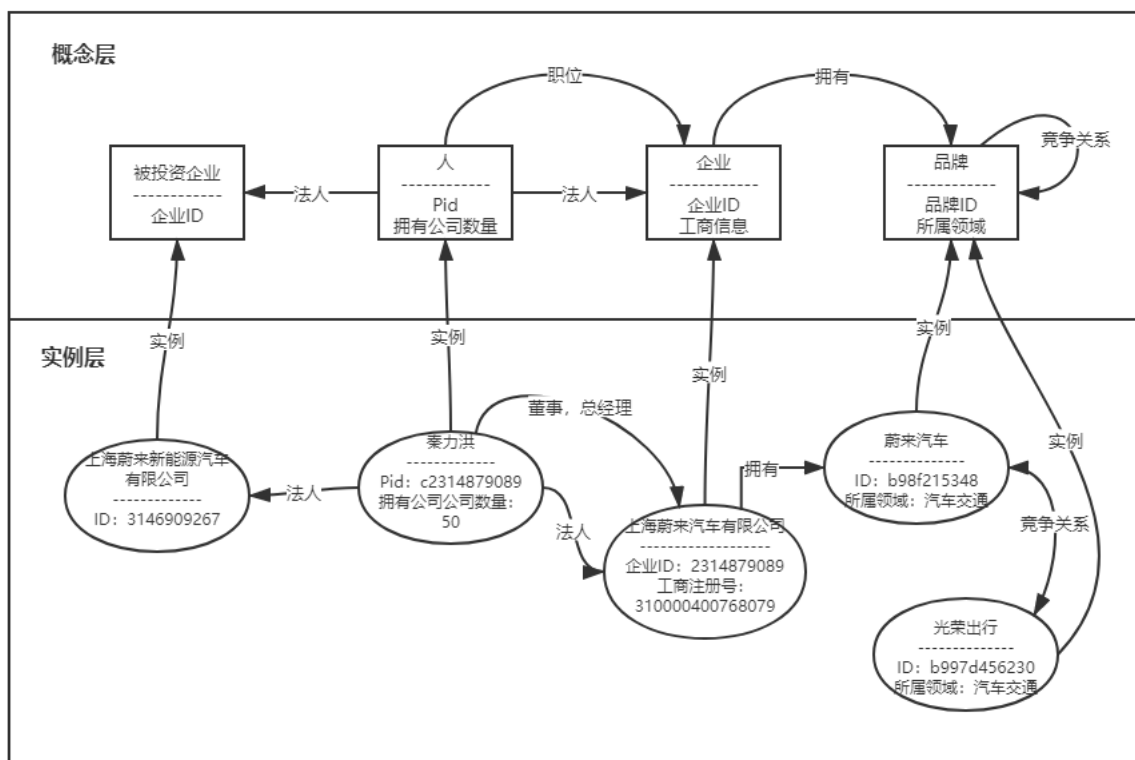 概念层
职位
拥有
竞争关系
被投资企业
------------
企业ID
法人
人
------------
Pid
拥有公司数量
法人
企业
------------
企业ID
工商信息
品牌
------------
品牌ID
所属领域
实例
实例
实例
实例
实例
实例层
上海蔚来新能源汽车
有限公司
-------------
ID：3146909267
法人
董事，总经理
秦力洪
-------------
Pid：c2314879089
拥有公司公司数量：
50
法人
上海蔚来汽车有限公司
-------------------
企业ID：2314879089
工商注册号：
310000400768079
拥有
蔚来汽车
-------------
ID：b98f215348
所属领域：汽车交通
竞争关系
光荣出行
--------------
ID：b997d456230
所属领域：汽车交通